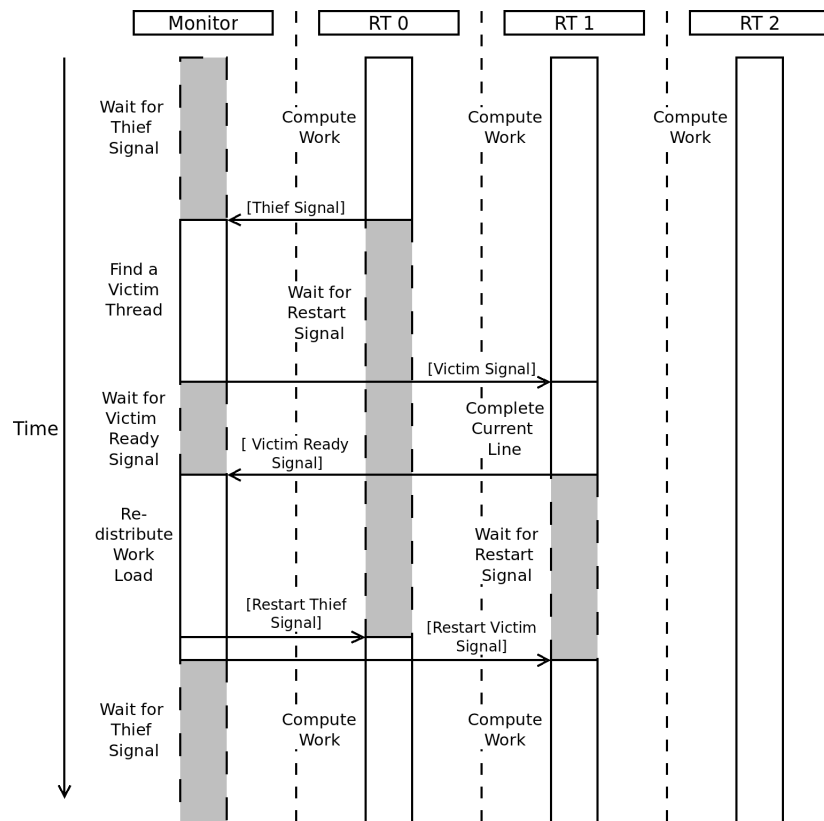 Monitor
RT 0
RT 1
RT 2
Wait for
Thief
Signal
Compute
Work
Compute
Work
Compute
Work
[Thief Signal]
Find a
Victim
Thread
Wait for
Restart
Signal
[Victim Signal]
Time
Wait for
Victim
Ready
Signal
Complete
Current
Line
[ Victim Ready
Signal]
Re-
distribute
Work
Load
Wait for
Restart
Signal
[Restart Thief
Signal]
[Restart Victim
Signal]
Wait for
Thief
Signal
Compute
Work
Compute
Work